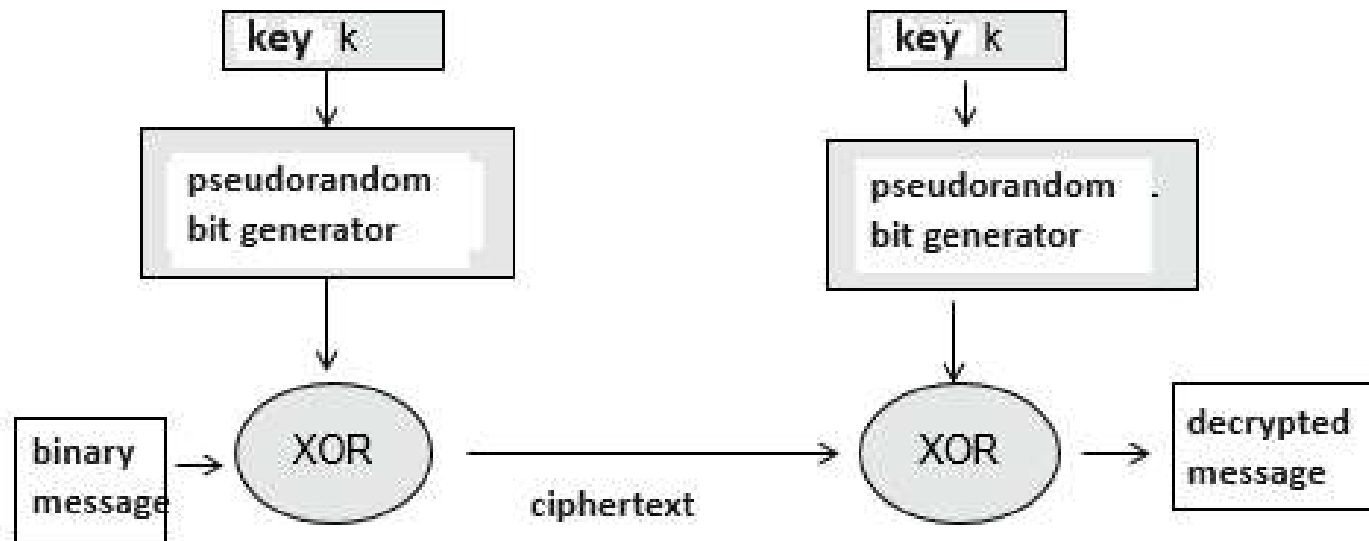 key k
key k
pseudorandom
bit generator
pseudorandom
bit generator
binary
message
XOR
ciphertext
XOR
decrypted
message